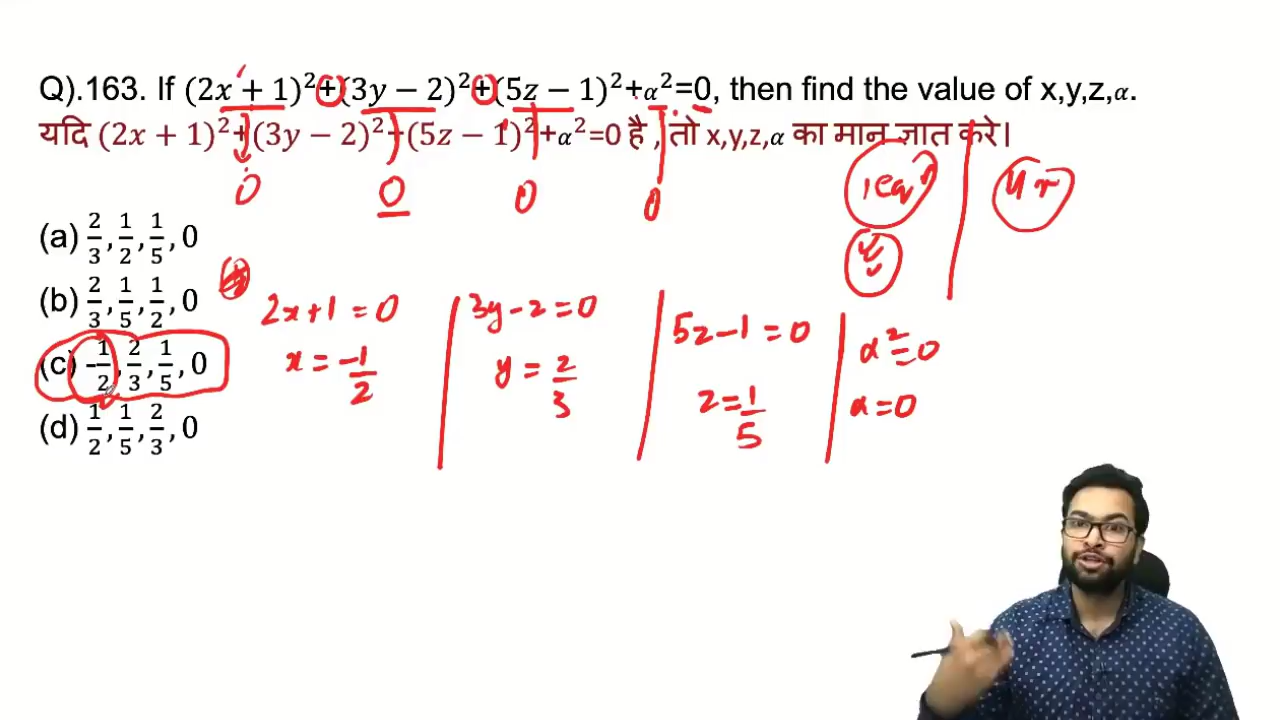 Q).163. If (2x + 1)²+(3y − 2)²+(5z − 1)²+α²=0, then find the value of x,y,z,α.
यदि (2x + 1)²+(3y − 2)²+(5z − 1)²+α²=0 है , तो x,y,z,α का मान ज्ञात करे।
0 0 0 0
1 eqⁿ 4 r
(a) 2/3, 1/2, 1/5, 0
(b) 2/3, 1/5, 1/2, 0
(c) -1/2, 2/3, 1/5, 0
(d) 1/2, 1/5, 2/3, 0
2x+1=0 3y-2=0 5z-1=0 α²=0
x = -1/2 y = 2/3 z = 1/5 α=0